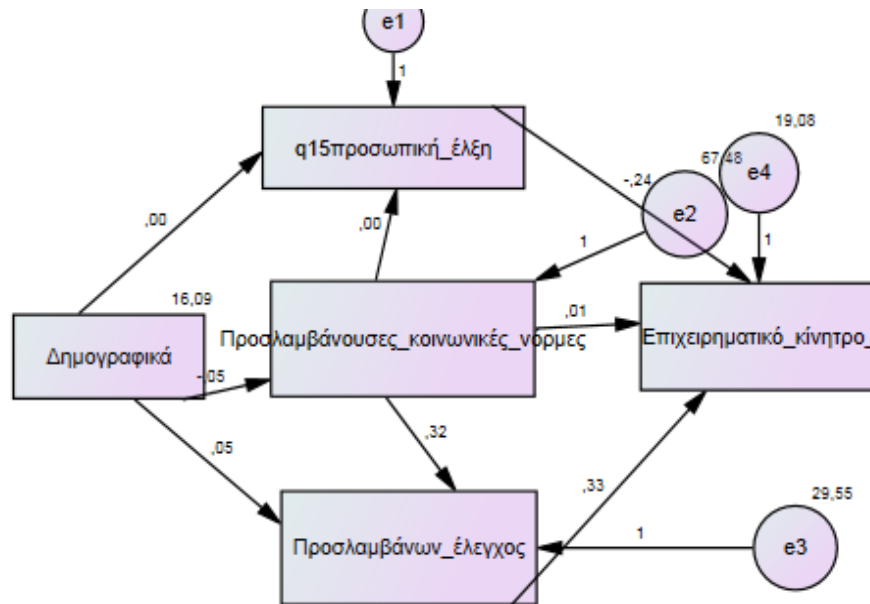 e1
1
q15προσωπική_έλξη
19,08
67,48
e4
-,24
e2
,00
,00
1
1
16,09
Προσλαμβάνουσες_κοινωνικές_νόρμες
,01
Επιχειρηματικό_κίνητρο_
Δημογραφικά
-,05
,05
,32
,33
29,55
Προσλαμβάνων_έλεγχος
1
e3